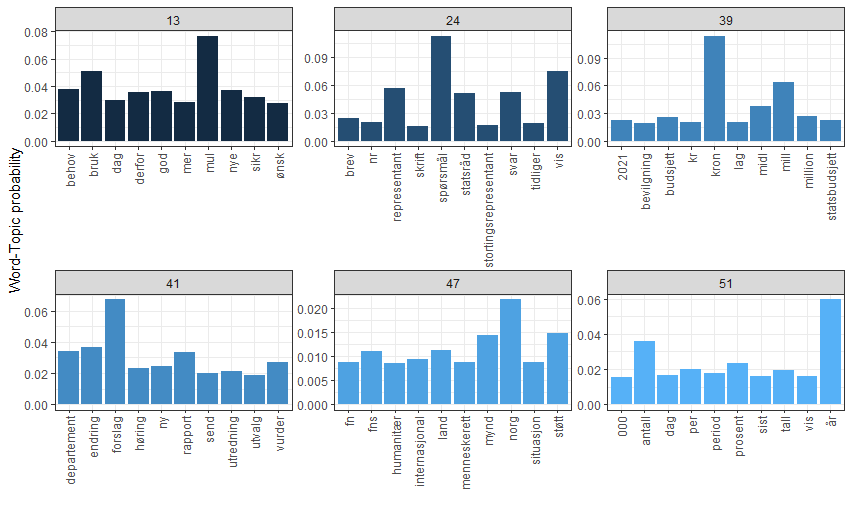 Word-Topic probability
13
0.08
0.06
0.04
0.02
0.00
behov
bruk
dag
derfor
god
mer
mul
nye
sikr
ønsk
24
0.09
0.06
0.03
0.00
brev
nr
representant
skrift
spørsmål
statsråd
stortingsrepresentant
svar
tidliger
vis
39
0.09
0.06
0.03
0.00
2021
bevilgning
budsjett
kr
kron
lag
midl
mill
million
statsbudsjett
41
0.06
0.04
0.02
0.00
departement
endring
forslag
høring
ny
rapport
send
utredning
utvalg
vurder
47
0.020
0.015
0.010
0.005
0.000
fn
fns
humanitær
internasjonal
land
menneskerett
mynd
norg
situasjon
støtt
51
0.06
0.04
0.02
0.00
000
antall
dag
per
period
prosent
sist
tall
vis
år